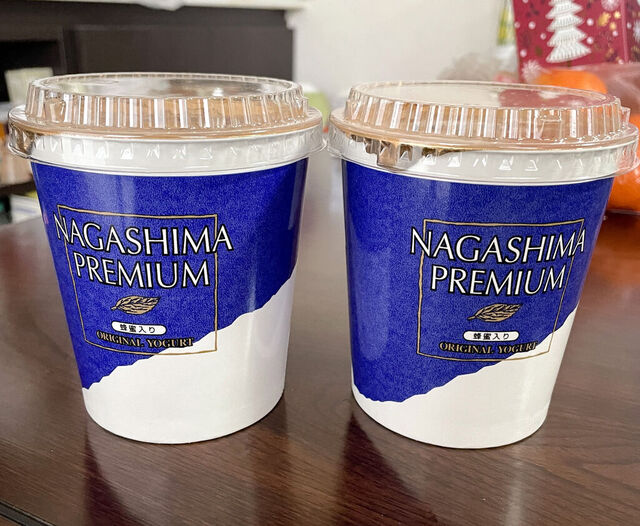 NAGASHIMA
PREMIUM
蜂蜜入り
ORIGINAL YOGURT
NAGASHIMA
PREMIUM
蜂蜜入り
ORIGINAL YOGURT